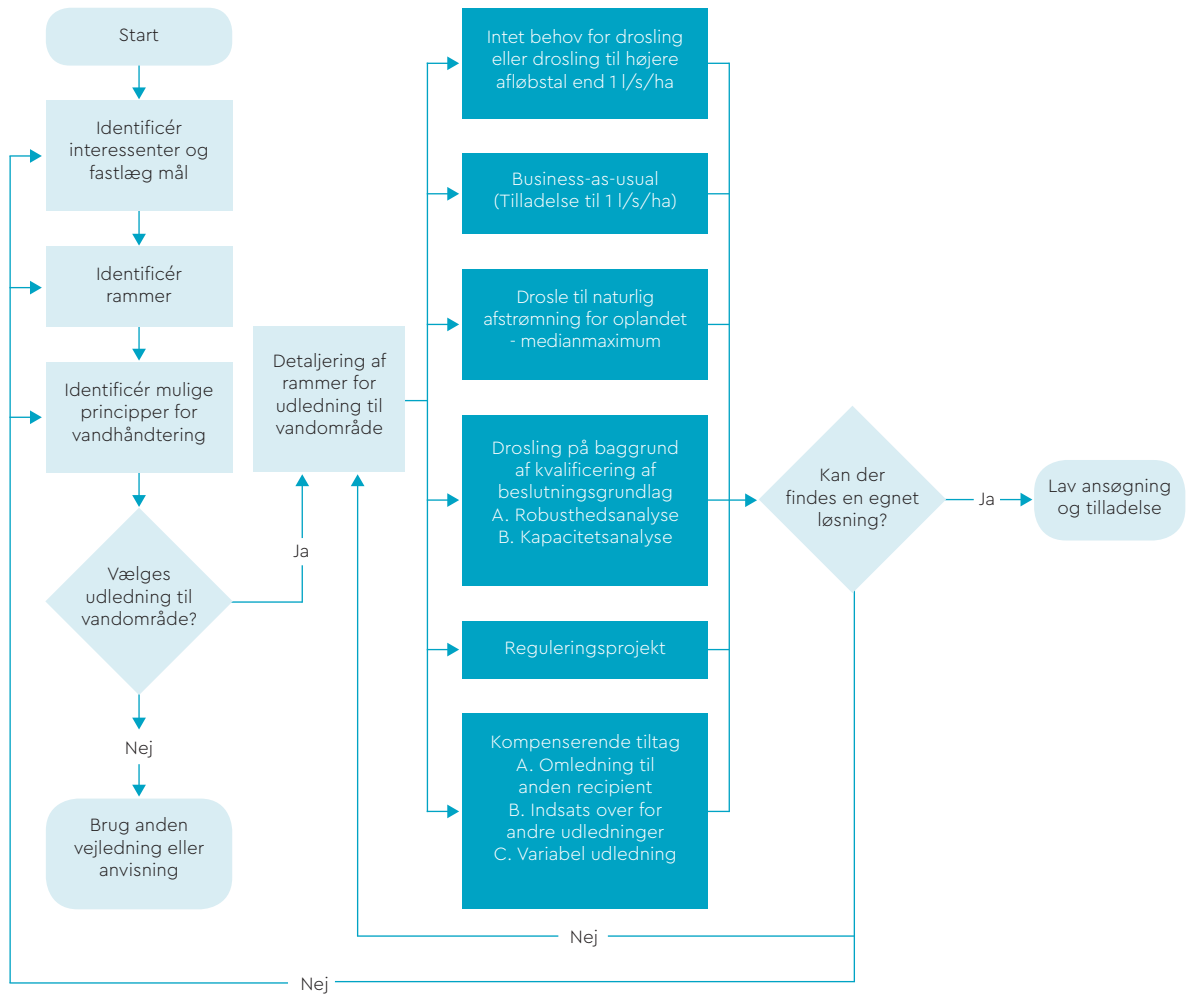 Start
Identificér
interessenter og
fastlæg mål
Identificér
rammer
Identificér mulige
principper for
vandhåndtering
Vælges
udledning til
vandområde?
Ja
Nej
Brug anden
vejledning eller
anvisning
Detaljering af
rammer for
udledning til
vandområde
Intet behov for drosling
eller drosling til højere
afløbstal end 1 l/s/ha
Business-as-usual
(Tilladelse til 1 l/s/ha)
Drosle til naturlig
afstrømning for oplandet
- medianmaximum
Drosling på baggrund
af kvalificering af
beslutningsgrundlag
A. Robusthedsanalyse
B. Kapacitetsanalyse
Reguleringsprojekt
Kompenserende tiltag
A. Omledning til
anden recipient
B. Indsats over for
andre udledninger
C. Variabel udledning
Kan der
findes en egnet
løsning?
Ja
Lav ansøgning
og tilladelse
Nej
Nej